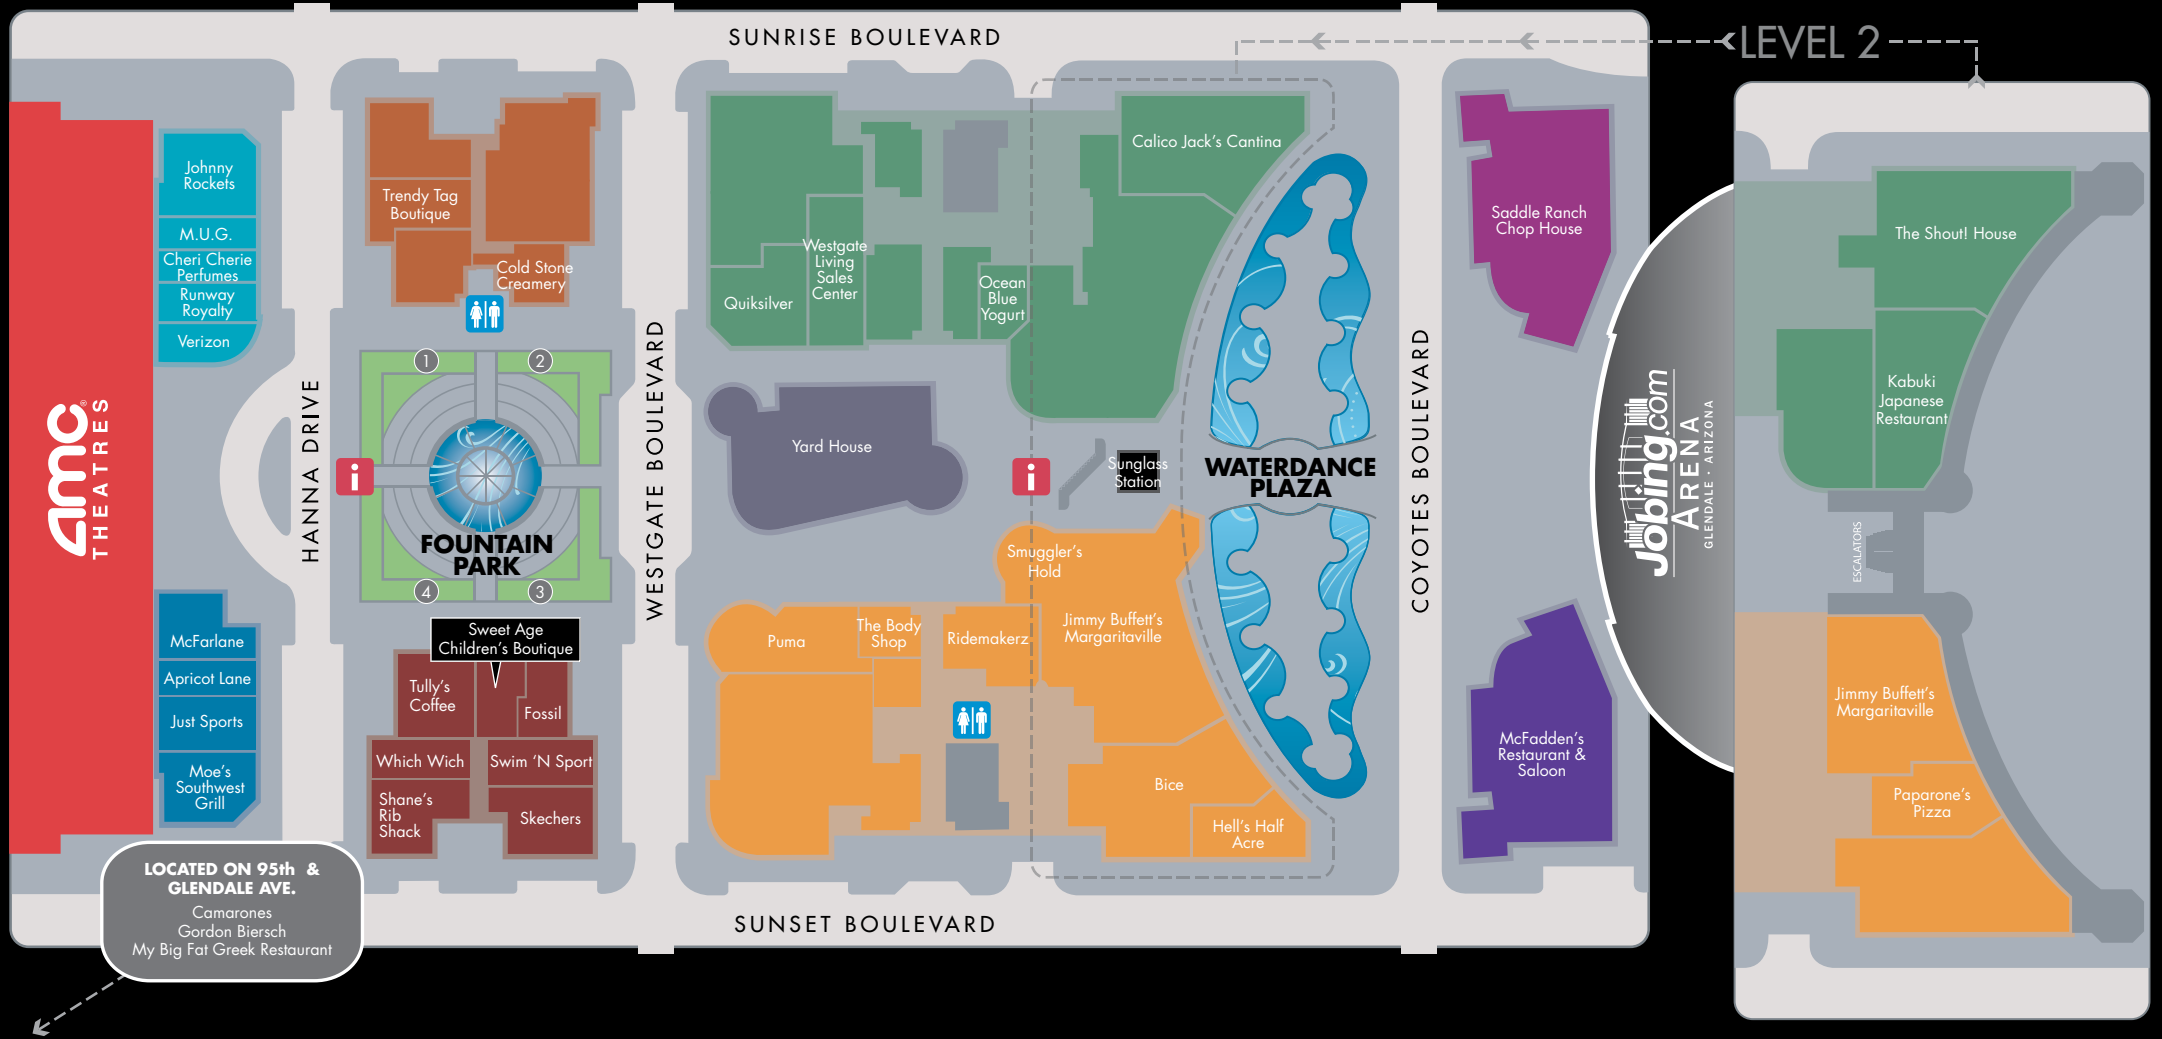 SUNRISE BOULEVARD
LEVEL 2
Johnny
Rockets
M.U.G.
Cheri Cherie
Perfumes
Runway
Royalty
Verizon
Trendy Tag
Boutique
Cold Stone
Creamery
Calico Jack's Cantina
Westgate
Living
Sales
Center
Quiksilver
Ocean
Blue
Yogurt
Saddle Ranch
Chop House
The Shout! House
Kabuki
Japanese
Restaurant
amc®
THEATRES
HANNA DRIVE
1
2
i
FOUNTAIN
PARK
4
3
WESTGATE BOULEVARD
Yard House
i
Sunglass
Station
WATERDANCE
PLAZA
COYOTES BOULEVARD
Jobing.com
ARENA
GLENDALE · ARIZONA
ESCALATORS
McFarlane
Apricot Lane
Just Sports
Moe's
Southwest
Grill
Sweet Age
Children's Boutique
Tully's
Coffee
Fossil
Which Wich
Swim 'N Sport
Shane's
Rib
Shack
Skechers
Smuggler's
Hold
Puma
The Body
Shop
Ridemakerz
Jimmy Buffett's
Margaritaville
Bice
Hell's Half
Acre
McFadden's
Restaurant &
Saloon
Jimmy Buffett's
Margaritaville
Paparone's
Pizza
LOCATED ON 95th &
GLENDALE AVE.
Camarones
Gordon Biersch
My Big Fat Greek Restaurant
SUNSET BOULEVARD